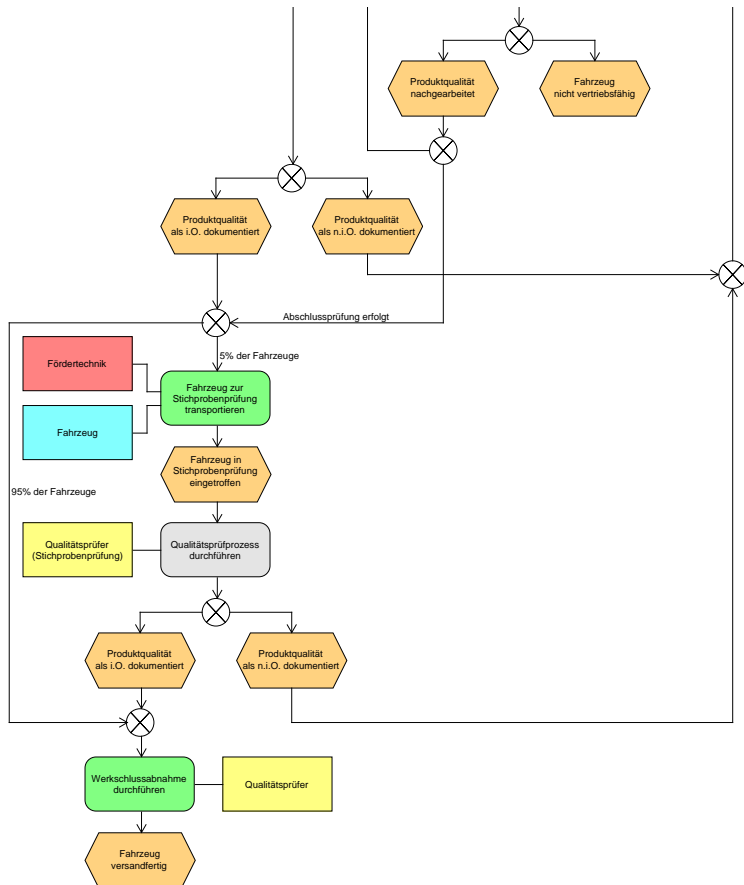 Produktqualität
nachgearbeitet
Fahrzeug
nicht vertriebsfähig
Produktqualität
als i.O. dokumentiert
Produktqualität
als n.i.O. dokumentiert
Abschlussprüfung erfolgt
5% der Fahrzeuge
Fördertechnik
Fahrzeug zur
Stichprobenprüfung
transportieren
Fahrzeug
Fahrzeug in
Stichprobenprüfung
eingetroffen
95% der Fahrzeuge
Qualitätsprüfer
(Stichprobenprüfung)
Qualitätsprüfprozess
durchführen
Produktqualität
als i.O. dokumentiert
Produktqualität
als n.i.O. dokumentiert
Werkschlussabnahme
durchführen
Qualitätsprüfer
Fahrzeug
versandfertig